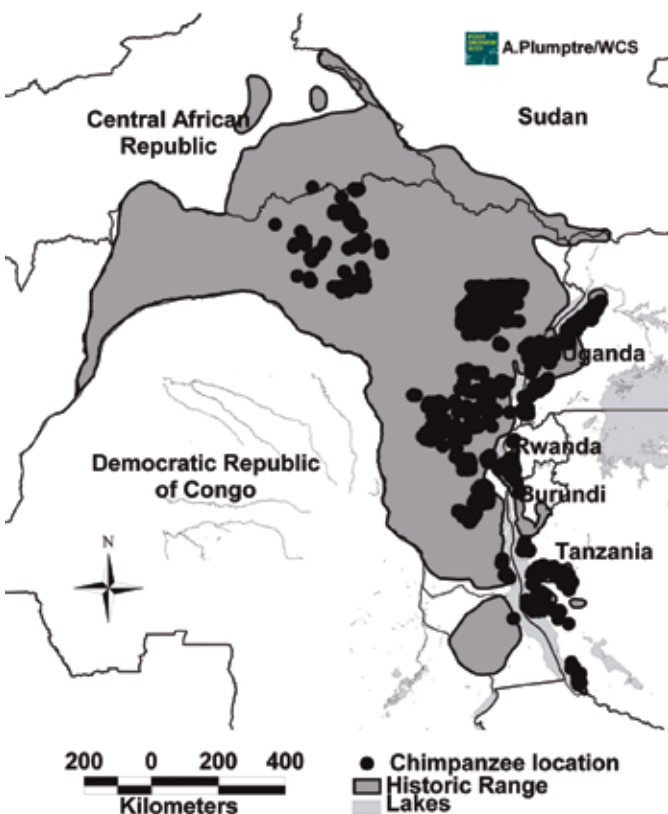 A.Plumptre/WCS
Central African
Republic
Sudan
Uganda
Rwanda
Burundi
Democratic Republic
of Congo
Tanzania
N
200 0 200 400
Kilometers
Chimpanzee location
Historic Range
Lakes